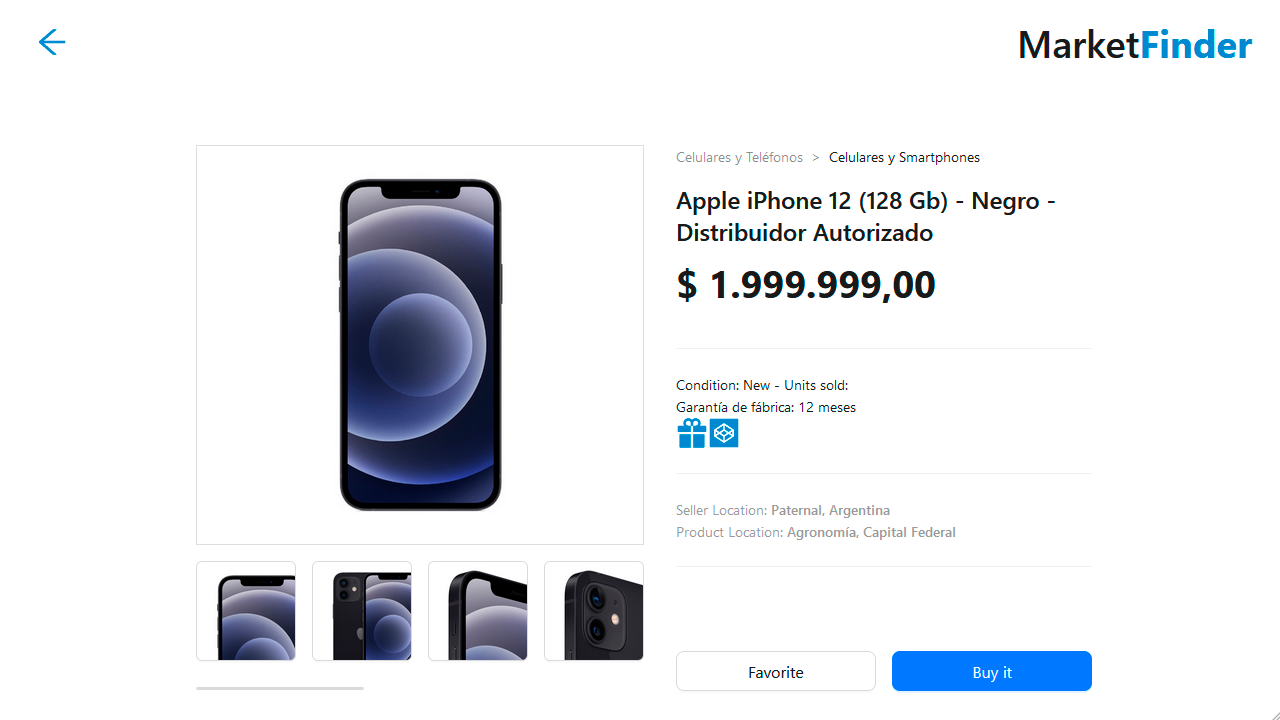 MarketFinder
Celulares y Teléfonos > Celulares y Smartphones
Apple iPhone 12 (128 Gb) - Negro -
Distribuidor Autorizado
$ 1.999.999,00
Condition: New - Units sold:
Garantía de fábrica: 12 meses
Seller Location: Paternal, Argentina
Product Location: Agronomía, Capital Federal
Favorite
Buy it